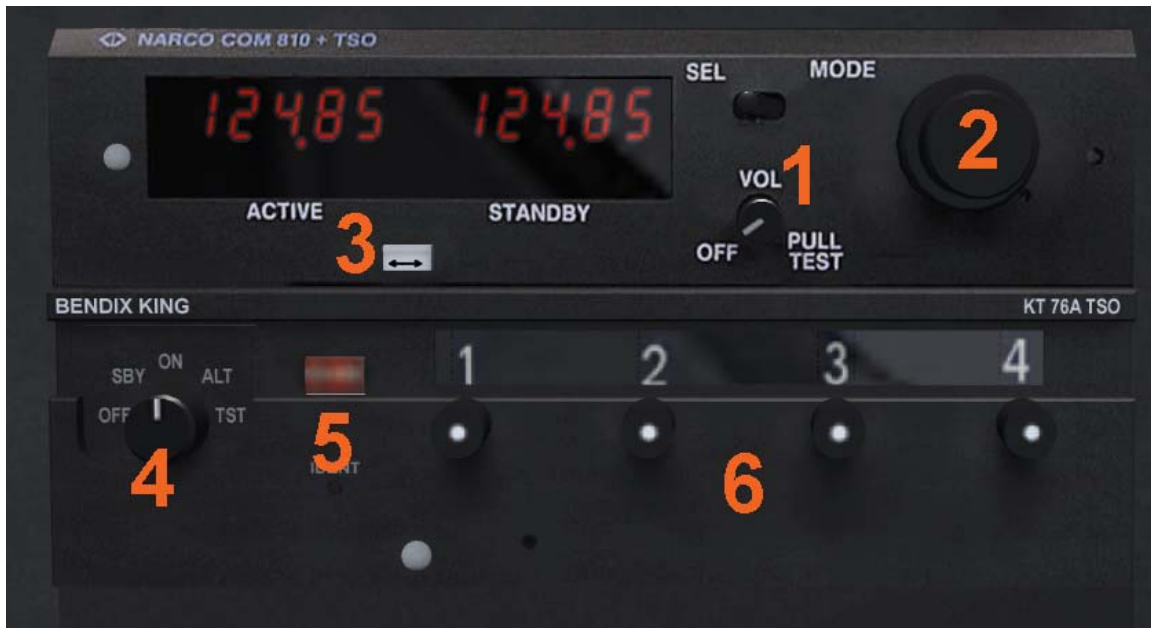 NARCO COM 810 + TSO
SEL MODE
124.85 124.85
2
1
VOL
ACTIVE STANDBY
3
OFF PULL TEST
BENDIX KING KT 76A TSO
ON
SBY ALT
OFF TST
1 2 3 4
4 5 6
IDENT